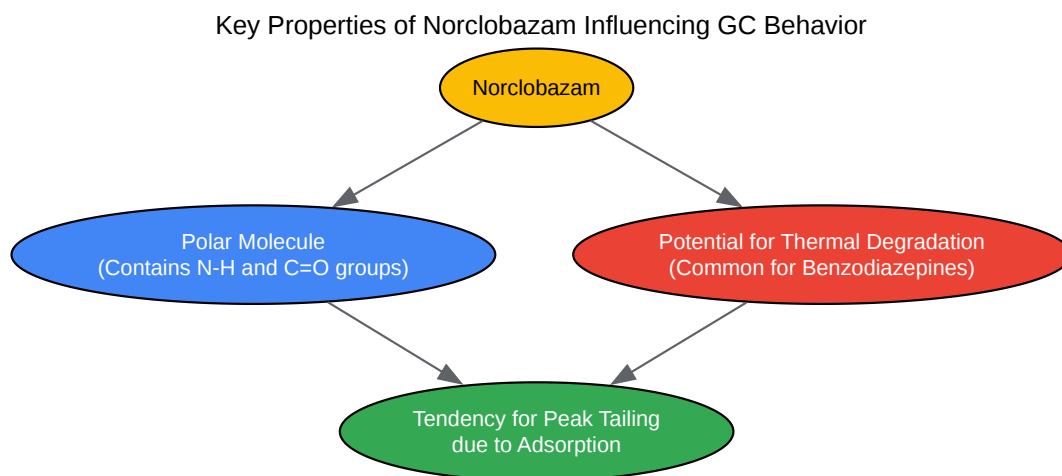 Key Properties of Norclobazam Influencing GC Behavior
Norclobazam
Polar Molecule
(Contains N-H and C=O groups)
Potential for Thermal Degradation
(Common for Benzodiazepines)
Tendency for Peak Tailing
due to Adsorption